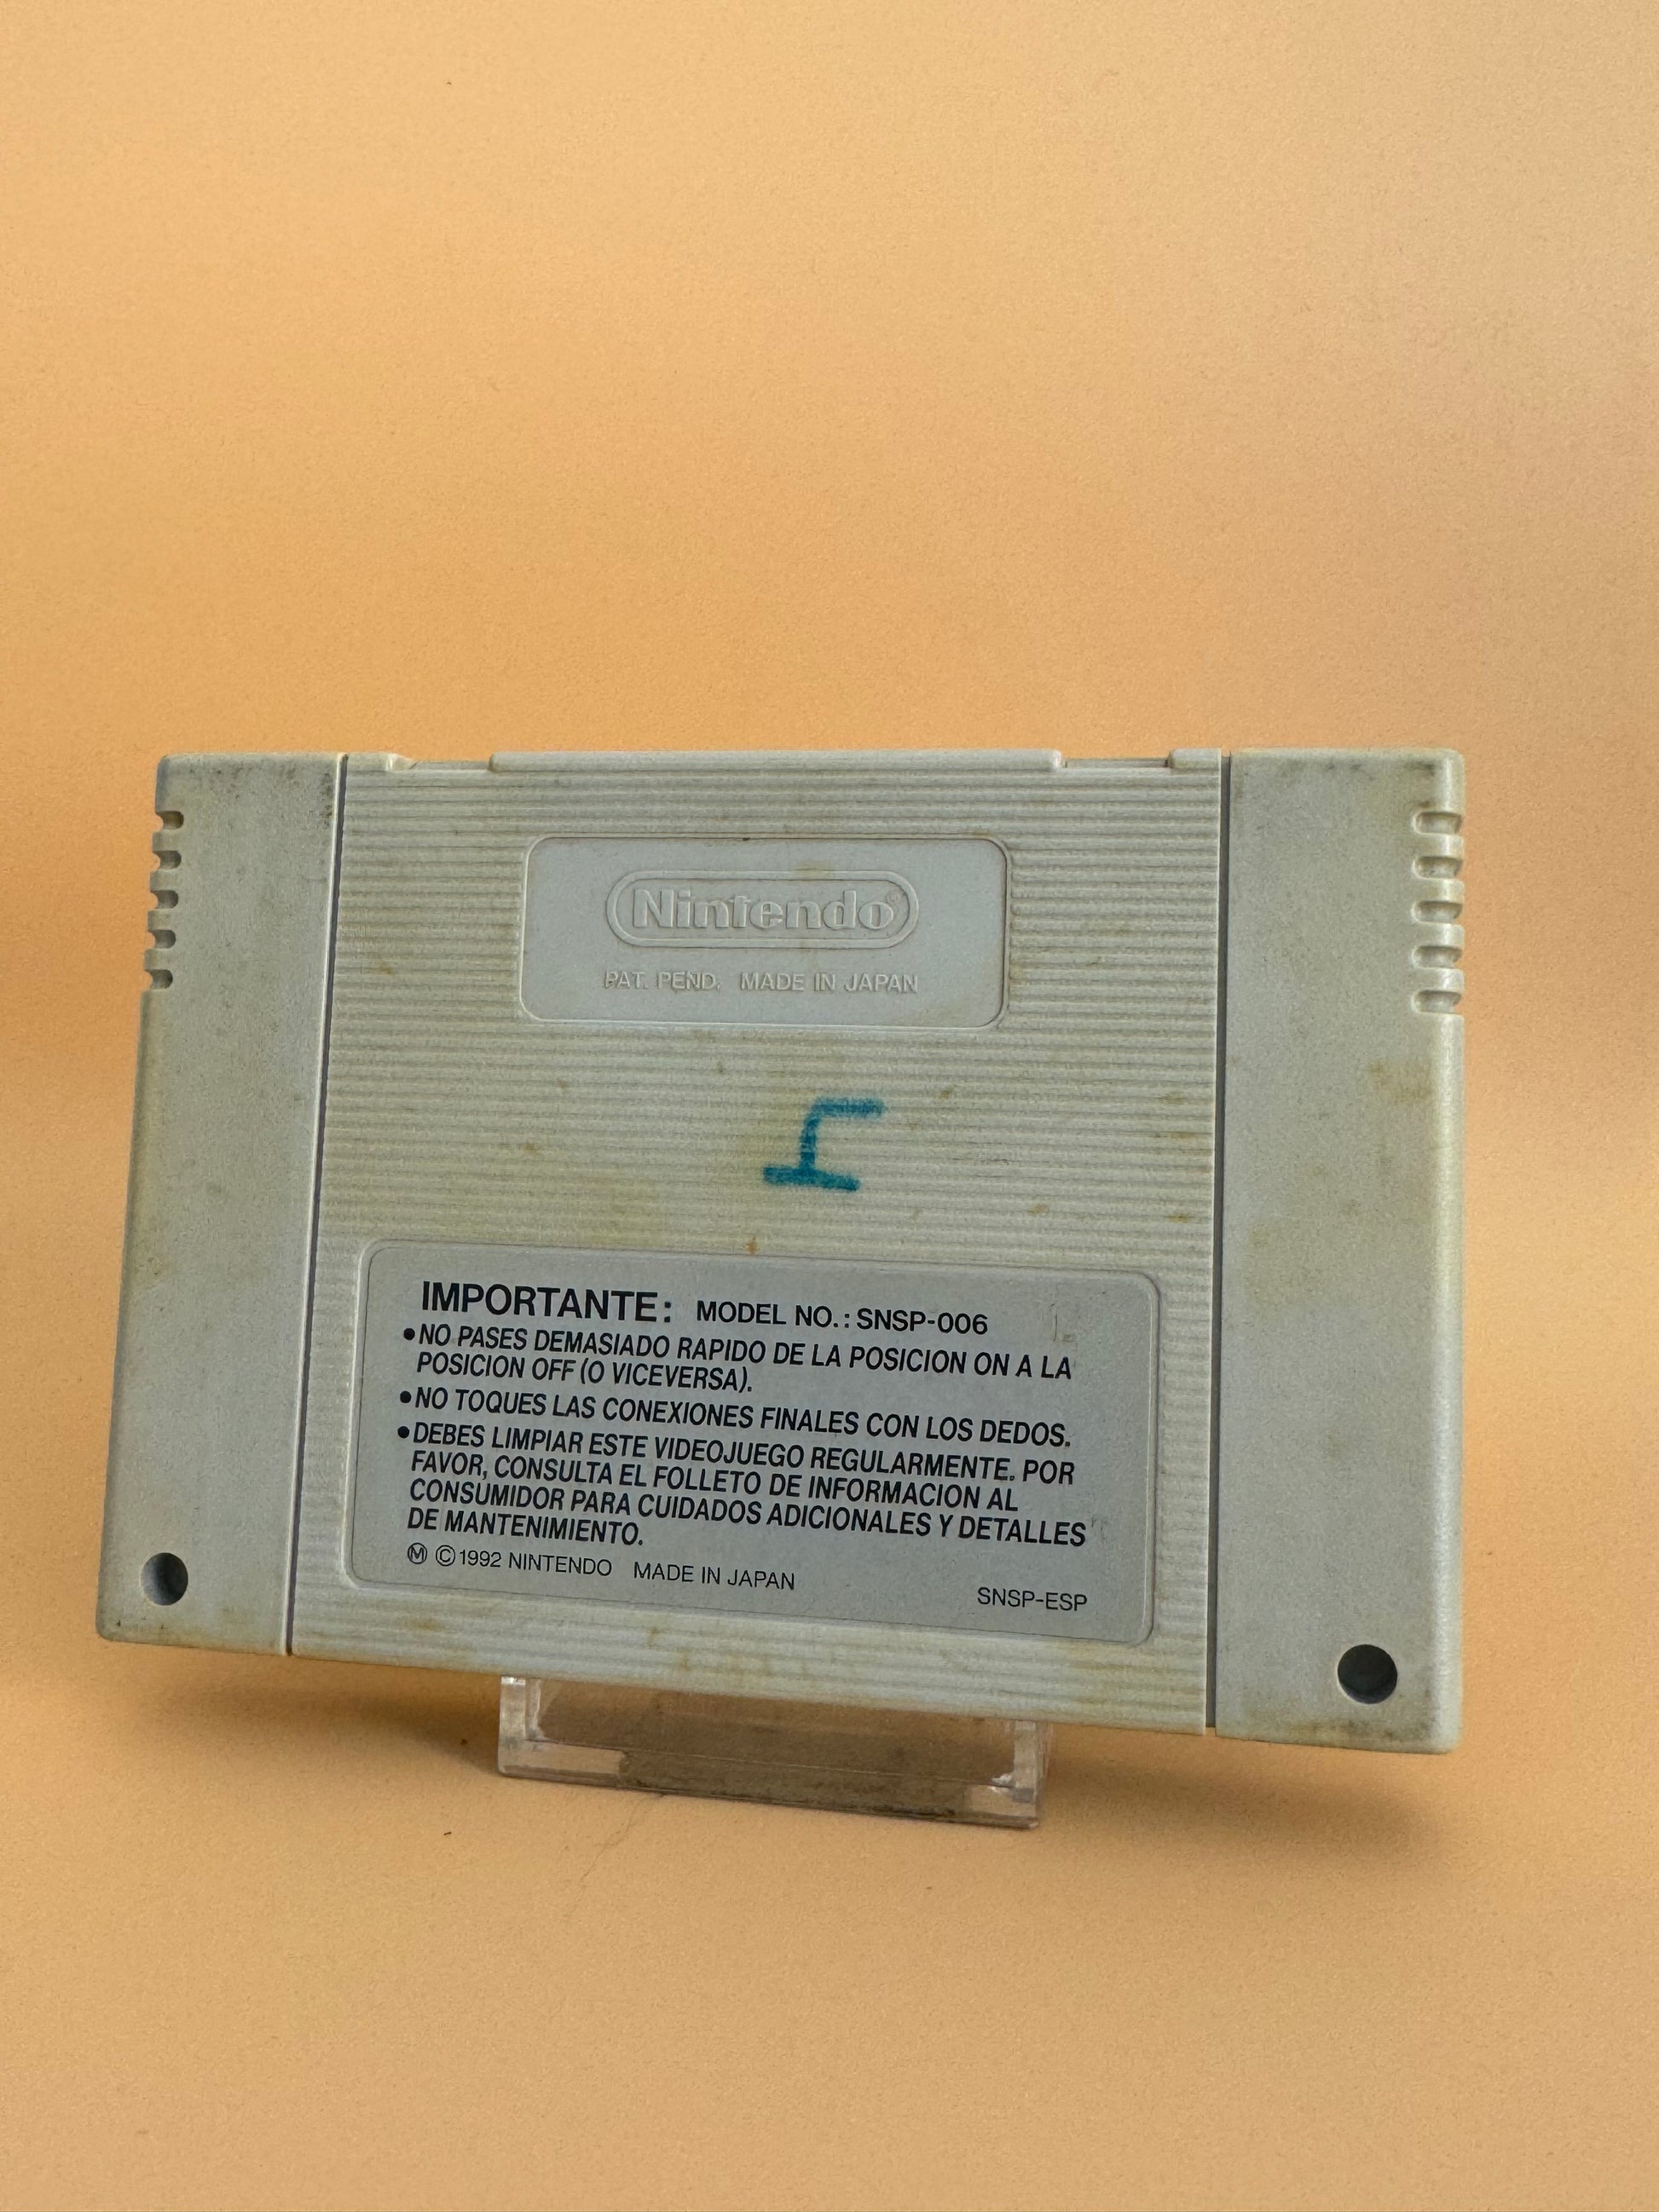 Nintendo®
PAT. PEND. MADE IN JAPAN
IMPORTANTE: MODEL NO.: SNSP-006
•NO PASES DEMASIADO RAPIDO DE LA POSICION ON A LA
POSICION OFF (O VICEVERSA).
•NO TOQUES LAS CONEXIONES FINALES CON LOS DEDOS.
•DEBES LIMPIAR ESTE VIDEOJUEGO REGULARMENTE. POR
FAVOR, CONSULTA EL FOLLETO DE INFORMACION AL
CONSUMIDOR PARA CUIDADOS ADICIONALES Y DETALLES
DE MANTENIMIENTO.
Ⓜ ©1992 NINTENDO MADE IN JAPAN
SNSP-ESP